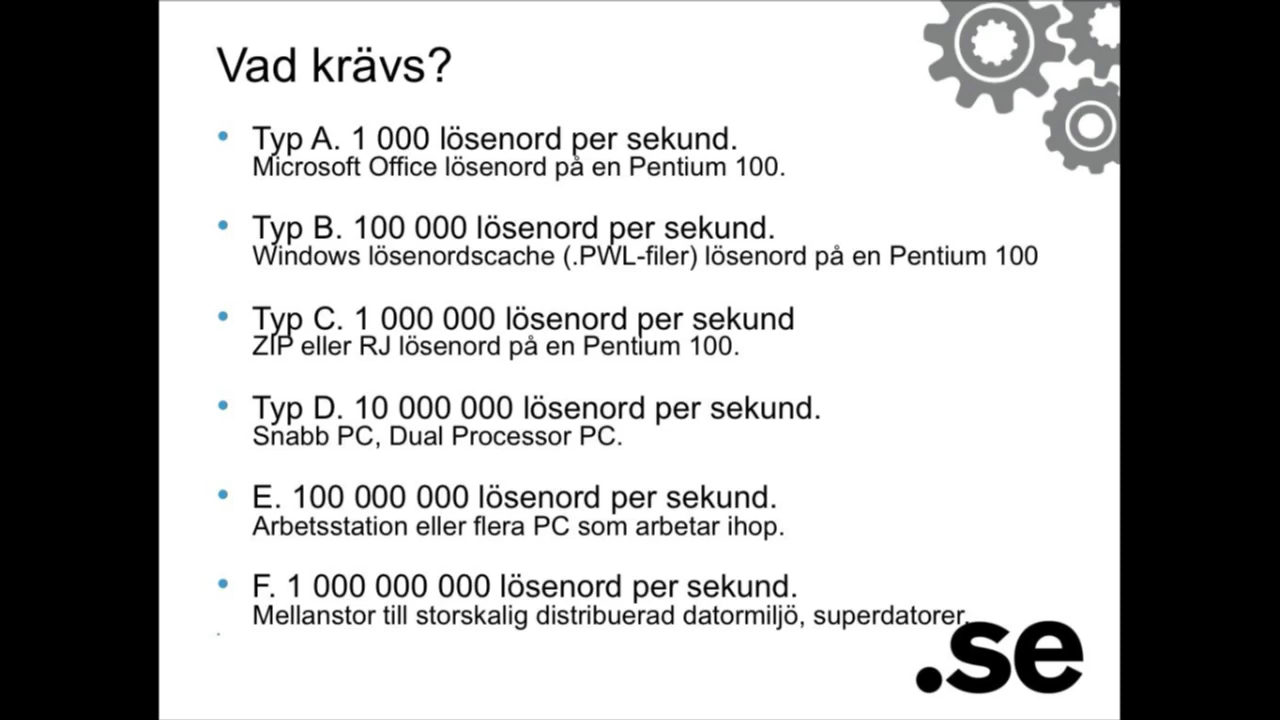 Vad krävs?
Typ A. 1 000 lösenord per sekund.
Microsoft Office lösenord på en Pentium 100.
Typ B. 100 000 lösenord per sekund.
Windows lösenordscache (.PWL-filer) lösenord på en Pentium 100
Typ C. 1 000 000 lösenord per sekund
ZIP eller RJ lösenord på en Pentium 100.
Typ D. 10 000 000 lösenord per sekund.
Snabb PC, Dual Processor PC.
E. 100 000 000 lösenord per sekund.
Arbetsstation eller flera PC som arbetar ihop.
F. 1 000 000 000 lösenord per sekund.
Mellanstor till storskalig distribuerad datormiljö, superdatorer.
.se